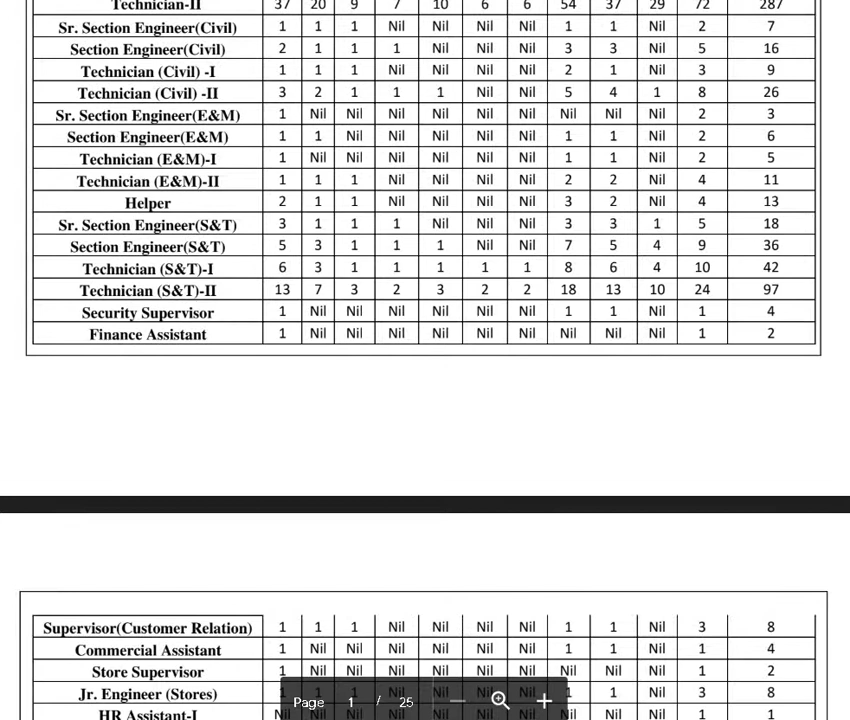 Technician-II 37 20 9 7 10 6 6 54 37 29 72 287
Sr. Section Engineer(Civil) 1 1 1 Nil Nil Nil Nil 1 1 Nil 2 7
Section Engineer(Civil) 2 1 1 1 Nil Nil Nil 3 3 Nil 5 16
Technician (Civil) -I 1 1 1 Nil Nil Nil Nil 2 1 Nil 3 9
Technician (Civil) -II 3 2 1 1 1 Nil Nil 5 4 1 8 26
Sr. Section Engineer(E&M) 1 Nil Nil Nil Nil Nil Nil Nil Nil Nil 2 3
Section Engineer(E&M) 1 1 Nil Nil Nil Nil Nil 1 1 Nil 2 6
Technician (E&M)-I 1 Nil Nil Nil Nil Nil Nil 1 1 Nil 2 5
Technician (E&M)-II 1 1 1 Nil Nil Nil Nil 2 2 Nil 4 11
Helper 2 1 1 Nil Nil Nil Nil 3 2 Nil 4 13
Sr. Section Engineer(S&T) 3 1 1 1 Nil Nil Nil 3 3 1 5 18
Section Engineer(S&T) 5 3 1 1 1 Nil Nil 7 5 4 9 36
Technician (S&T)-I 6 3 1 1 1 1 1 8 6 4 10 42
Technician (S&T)-II 13 7 3 2 3 2 2 18 13 10 24 97
Security Supervisor 1 Nil Nil Nil Nil Nil Nil 1 1 Nil 1 4
Finance Assistant 1 Nil Nil Nil Nil Nil Nil Nil Nil Nil 1 2
Supervisor(Customer Relation) 1 1 1 Nil Nil Nil Nil 1 1 Nil 3 8
Commercial Assistant 1 Nil Nil Nil Nil Nil Nil 1 1 Nil 1 4
Store Supervisor 1 Nil Nil Nil Nil Nil Nil Nil Nil Nil 1 2
Jr. Engineer (Stores) 1 1 1 Nil Nil Nil Nil 1 1 Nil 3 8
Page 1 / 25
HR Assistant-I Nil Nil Nil Nil Nil Nil Nil Nil Nil Nil 1 1